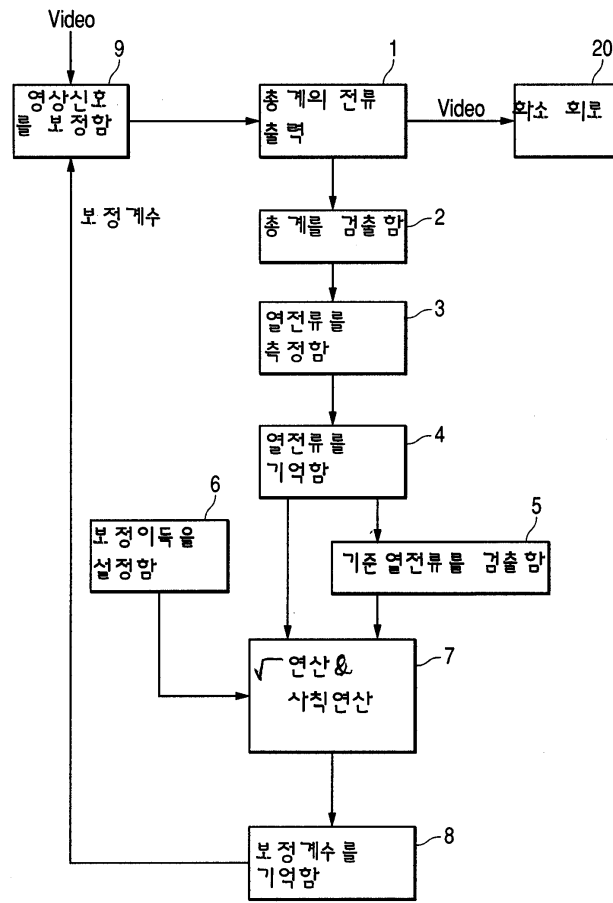 Video
9
영상신호
를 보정함
1
총계의 전류
출력
Video
20
화소 회로
보정계수
총계를 검출함
2
열전류를
측정함
3
열전류를
기억함
4
6
보정이득을
설정함
5
기준열전류를 검출함
√ 연산 &
사칙연산
7
보정계수를
기억함
8